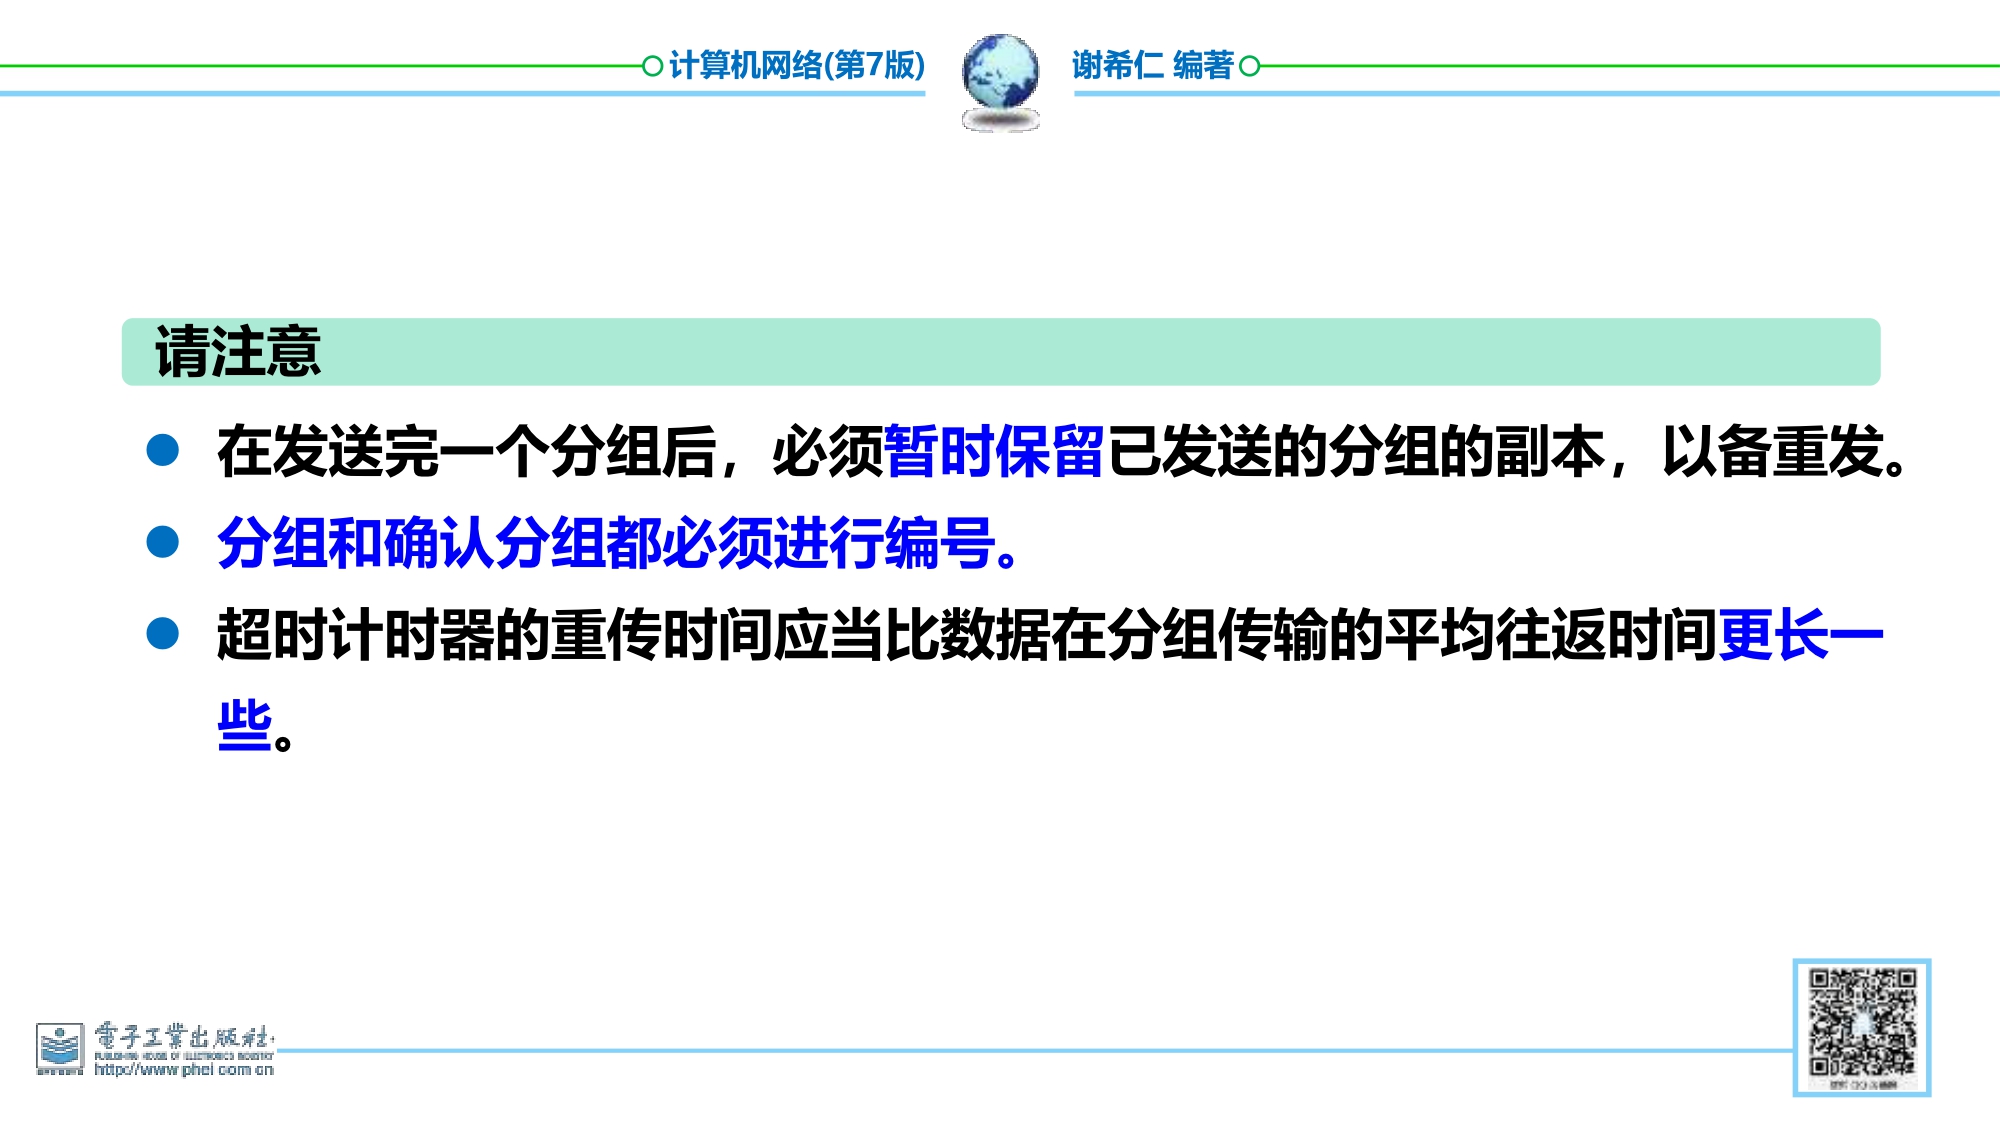 计算机网络(第7版) 谢希仁 编著
请注意
● 在发送完一个分组后，必须暂时保留已发送的分组的副本，以备重发。
● 分组和确认分组都必须进行编号。
● 超时计时器的重传时间应当比数据在分组传输的平均往返时间更长一
些。
電子工業出版社
PUBLISHING HOUSE OF ELECTRONICS INDUSTRY
http://www.phei.com.cn